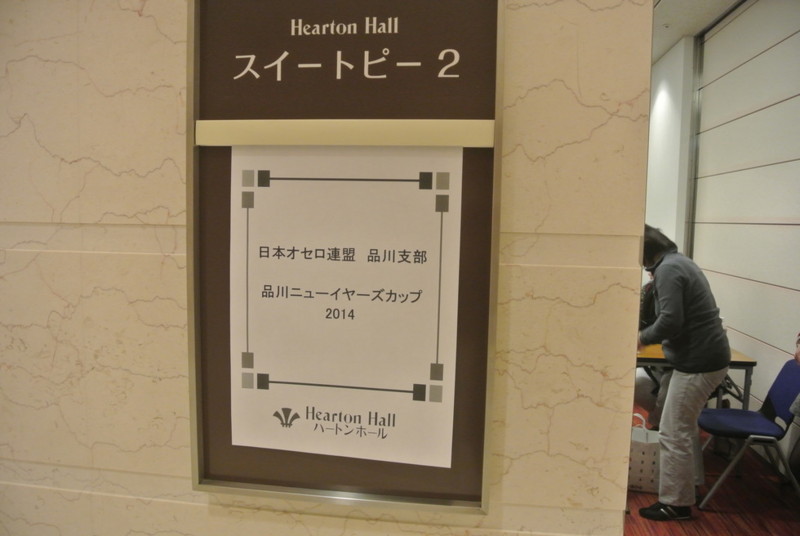 Hearton Hall
スイートピー 2
日本オセロ連盟 品川支部
品川ニューイヤーズカップ
2014
Hearton Hall
ハートンホール